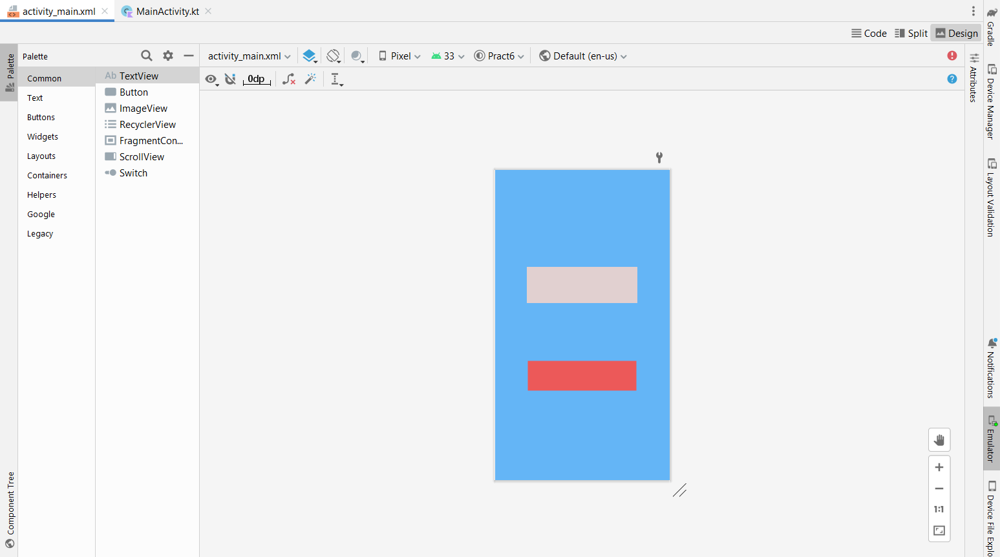 activity_main.xml
MainActivity.kt
Code
Split
Design
Palette
activity_main.xml
Pixel
33
Pract6
Default (en-us)
0dp
Common
Text
Buttons
Widgets
Layouts
Containers
Helpers
Google
Legacy
Ab TextView
Button
ImageView
RecyclerView
FragmentCon...
ScrollView
Switch
Palette
Component Tree
1:1
Attributes
Gradle
Device Manager
Layout Validation
Notifications
Emulator
Device File Explo